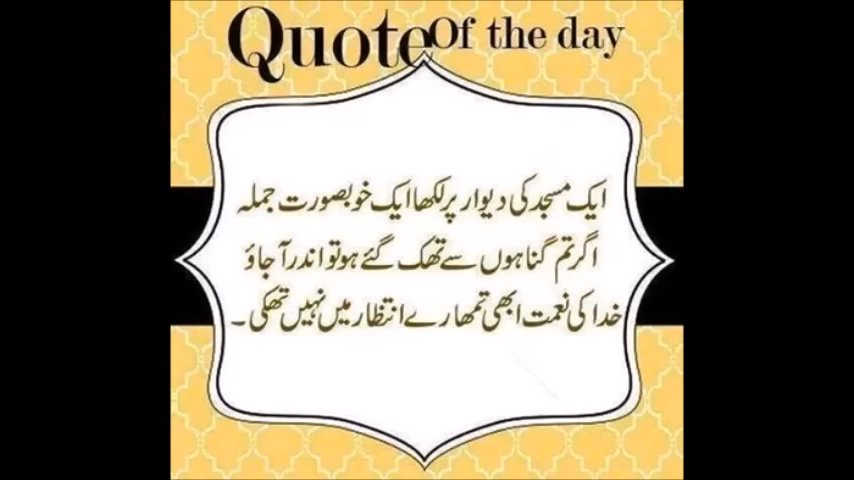 Quote Of the day
ایک مسجد کی دیوار پر لکھا ایک خوبصورت جملہ
اگر تم گناہوں سے تھک گئے ہو تو اندر آ جاؤ
خدا کی نعمت ابھی تمھارے انتظار میں نہیں تھکی ۔